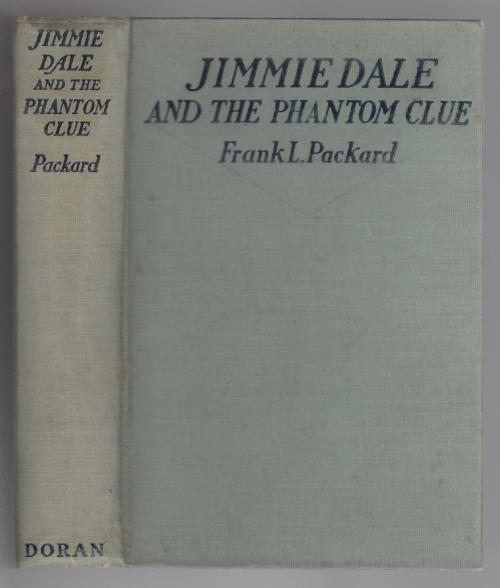 JIMMIE
DALE
AND THE
PHANTOM
CLUE
Packard
DORAN
JIMMIE DALE
AND THE PHANTOM CLUE
Frank L. Packard